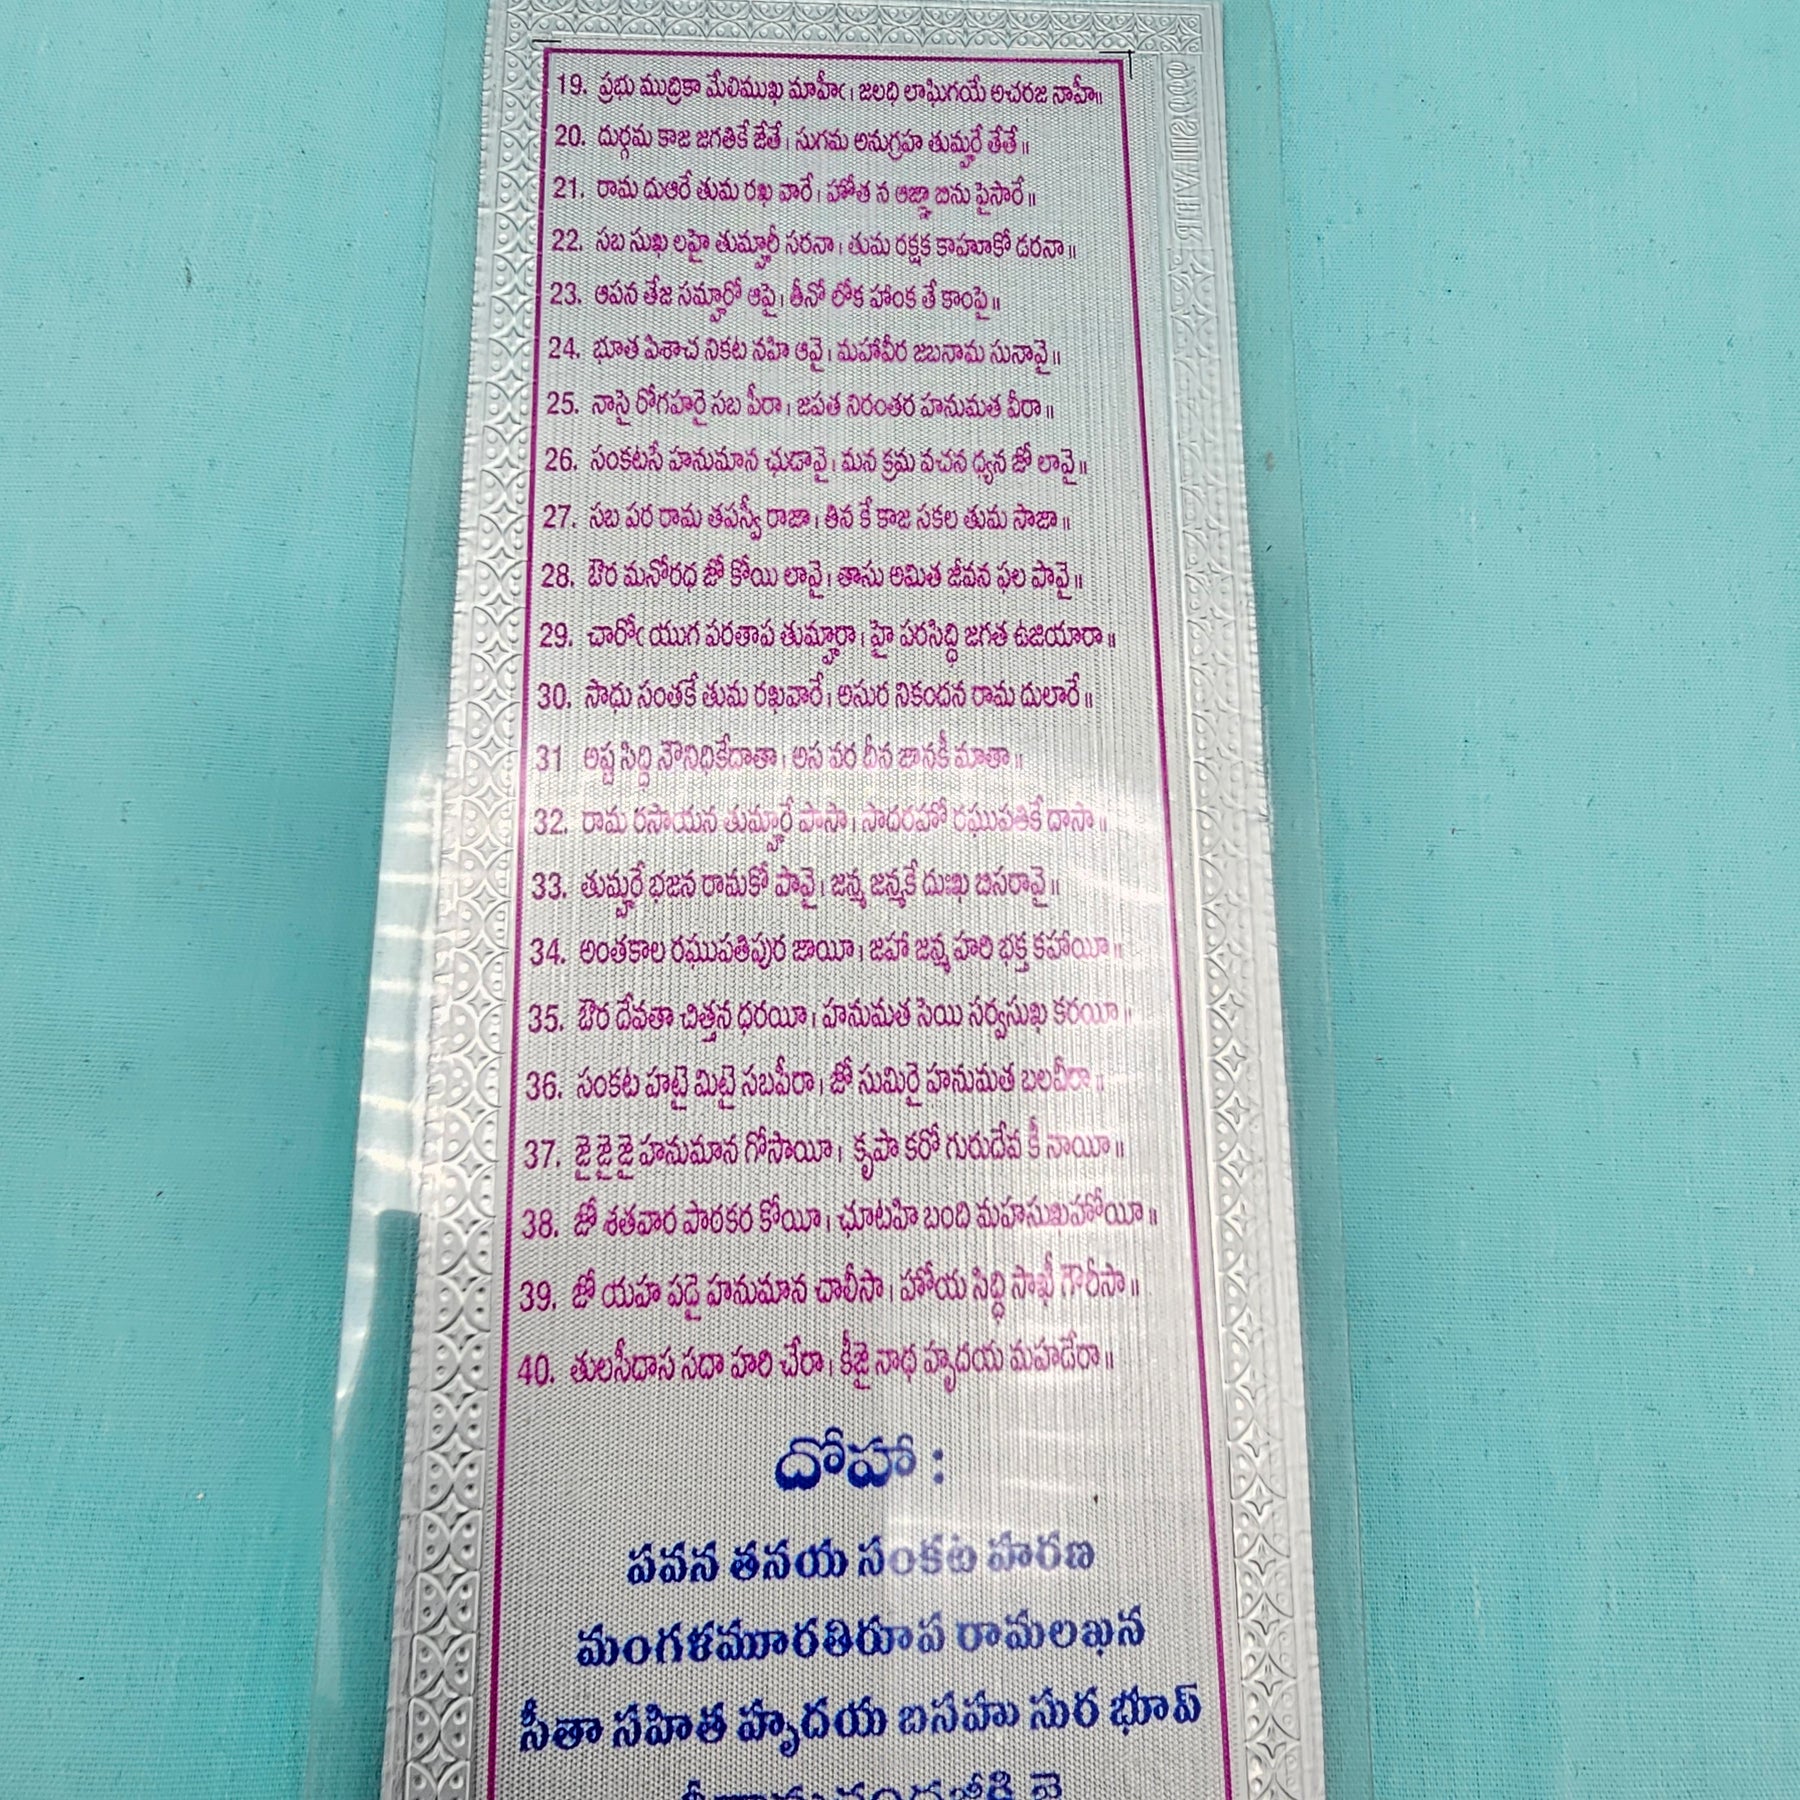 19. ప్రభు ముద్రికా మేలిముఖ మాహీఁ। జలధి లాఘిగయే అచరజ నాహీ॥
20. దుర్గమ కాజ జగతికే జేతే। సుగమ అనుగ్రహ తుమ్హరే తేతే॥
21. రామ దుఆరే తుమ రఖ వారే। హోత న ఆజ్ఞా బిను పైసారే॥
22. సబ సుఖ లహై తుమ్హారీ సరనా। తుమ రక్షక కాహూకో డరనా॥
23. ఆపన తేజ సమ్హారో ఆపై। తీనో లోక హాంక తే కాంపై॥
24. భూత పిశాచ నికట నహి ఆవై। మహావీర జబనామ సునావై॥
25. నాసై రోగహరై సబ పీరా। జపత నిరంతర హనుమత వీరా॥
26. సంకటసే హనుమాన ఛుడావై। మన క్రమ వచన ధ్యన జో లావై॥
27. సబ పర రామ తపస్వీ రాజా। తిన కే కాజ సకల తుమ సాజా॥
28. ఔర మనోరధ జో కోయి లావై। తాసు అమిత జీవన ఫల పావై॥
29. చారోఁ యుగ పరతాప తుమ్హారా। హై పరసిద్ధి జగత ఉజియారా॥
30. సాధు సంతకే తుమ రఖవారే। అసుర నికందన రామ దులారే॥
31 అష్ట సిద్ధి నౌనిధికేదాతా। అస వర దీన జానకీ మాతా॥
32. రామ రసాయన తుమ్హారే పాసా। సాదరహో రఘుపతికే దాసా॥
33. తుమ్హరే భజన రామకో పావై। జన్మ జన్మకే దుఃఖ బిసరావై॥
34. అంతకాల రఘుపతిపుర జాయీ। జహా జన్మ హరి భక్త కహాయీ॥
35. ఔర దేవతా చిత్తన ధరయీ। హనుమత సెయి సర్వసుఖ కరయీ॥
36. సంకట హటై మిటై సబపీరా। జో సుమిరై హనుమత బలవీరా॥
37. జై జై జై హనుమాన గోసాయీ। కృపా కరో గురుదేవ కీ నాయీ॥
38. జో శతవార పాఠకర కోయీ। ఛూటహి బంది మహసుఖహోయీ॥
39. జో యహ పడై హనుమాన చాలీసా। హోయ సిద్ధి సాఖీ గౌరీసా॥
40. తులసీదాస సదా హరి చేరా। కీజై నాథ హృదయ మహడేరా॥
దోహా :
పవన తనయ సంకట హరణ
మంగళమూరతిరూప రామలఖన
సీతా సహిత హృదయ బసహు సుర భూప్